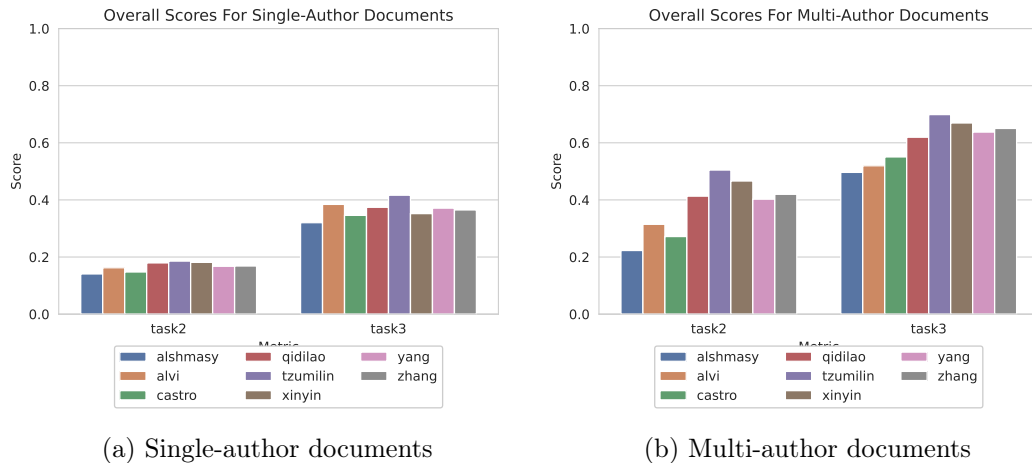 Overall Scores For Single-Author Documents
1.0
0.8
0.6
0.4
0.2
0.0
Score
task2
task3
Metric
alshmasy
alvi
castro
qidilao
tzumilin
xinyin
yang
zhang
(a) Single-author documents
Overall Scores For Multi-Author Documents
1.0
0.8
0.6
0.4
0.2
0.0
Score
task2
task3
Metric
alshmasy
alvi
castro
qidilao
tzumilin
xinyin
yang
zhang
(b) Multi-author documents